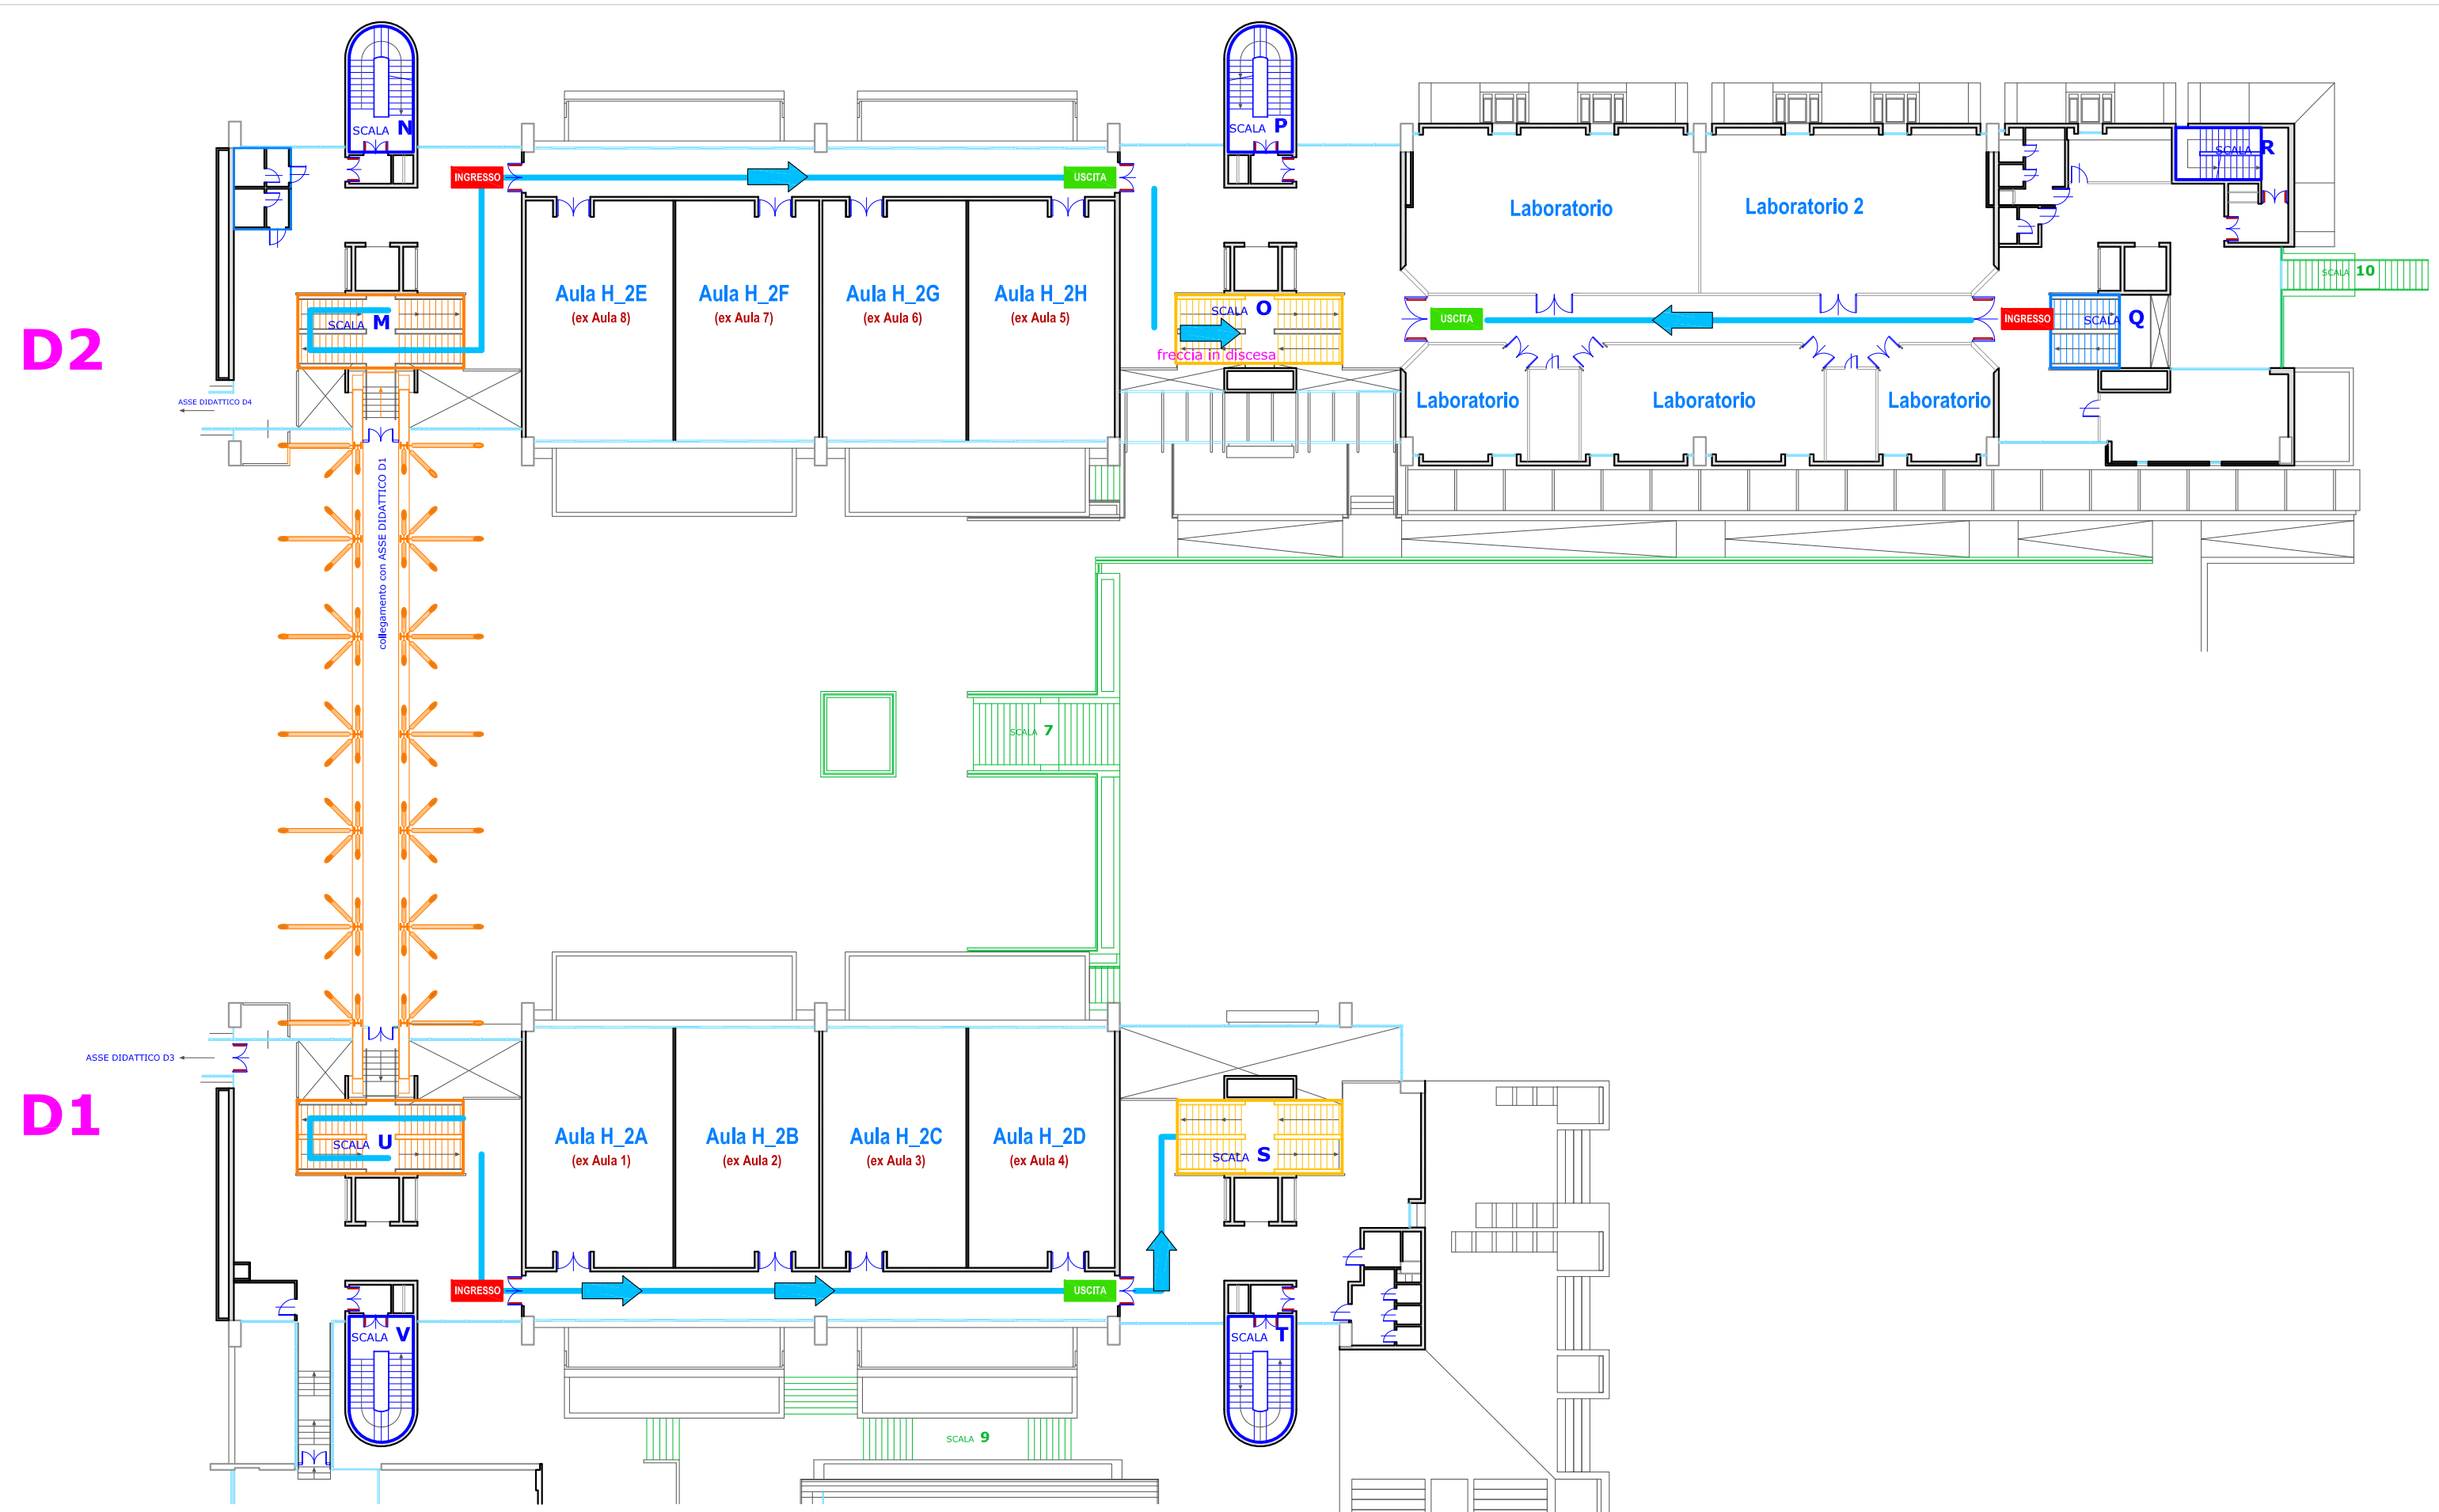 SCALA N
SCALA P
SCALA R
INGRESSO
USCITA
Laboratorio
Laboratorio 2
Aula H_2E
(ex Aula 8)
Aula H_2F
(ex Aula 7)
Aula H_2G
(ex Aula 6)
Aula H_2H
(ex Aula 5)
SCALA 10
SCALA M
SCALA O
USCITA
INGRESSO
SCALA Q
D2
freccia in discesa
ASSE DIDATTICO D4
Laboratorio
Laboratorio
Laboratorio
collegamento con ASSE DIDATTICO D1
SCALA 7
ASSE DIDATTICO D3
D1
SCALA U
Aula H_2A
(ex Aula 1)
Aula H_2B
(ex Aula 2)
Aula H_2C
(ex Aula 3)
Aula H_2D
(ex Aula 4)
SCALA S
INGRESSO
USCITA
SCALA V
SCALA T
SCALA 9